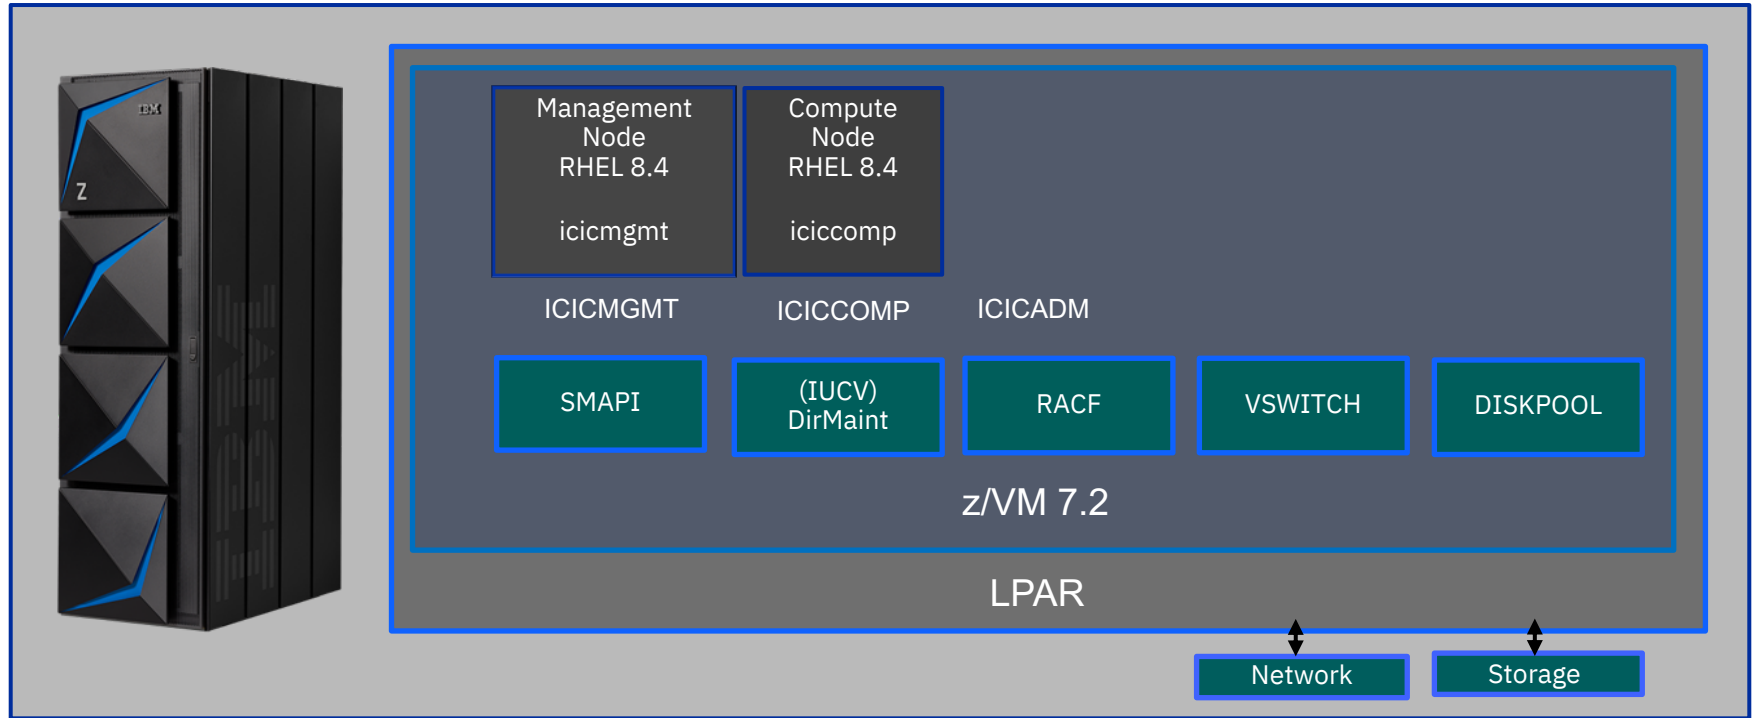 IBM
Z
IBM
Management
Node
RHEL 8.4
icicmgmt
Compute
Node
RHEL 8.4
iciccomp
ICICMGMT
ICICCOMP
ICICADM
SMAPI
(IUCV)
DirMaint
RACF
VSWITCH
DISKPOOL
z/VM 7.2
LPAR
Network
Storage